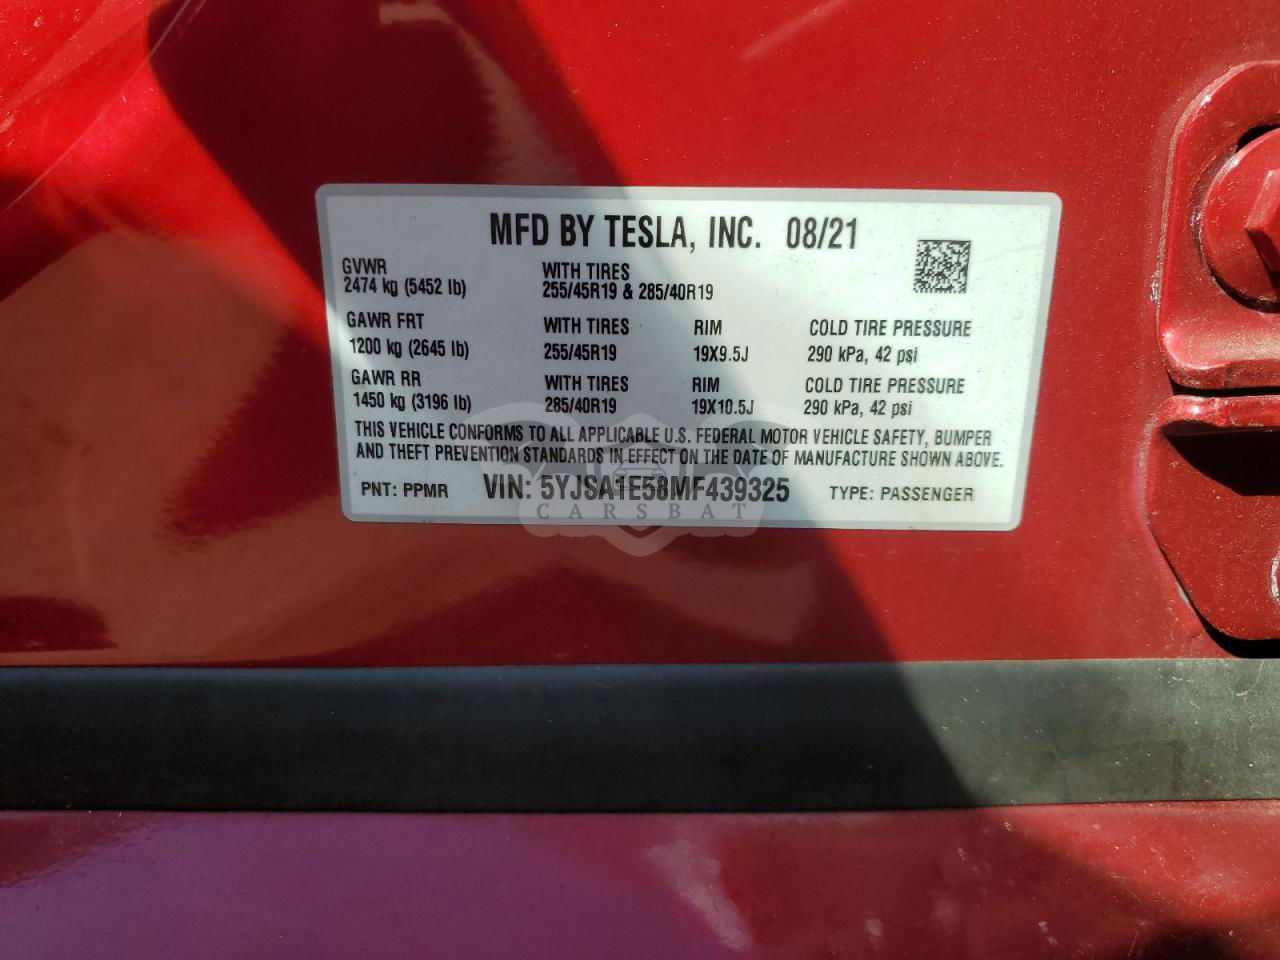 MFD BY TESLA, INC. 08/21
GVWR
2474 kg (5452 lb)
WITH TIRES
255/45R19 & 285/40R19
GAWR FRT WITH TIRES RIM COLD TIRE PRESSURE
1200 kg (2645 lb) 255/45R19 19X9.5J 290 kPa, 42 psi
GAWR RR WITH TIRES RIM COLD TIRE PRESSURE
1450 kg (3196 lb) 285/40R19 19X10.5J 290 kPa, 42 psi
THIS VEHICLE CONFORMS TO ALL APPLICABLE U.S. FEDERAL MOTOR VEHICLE SAFETY, BUMPER
AND THEFT PREVENTION STANDARDS IN EFFECT ON THE DATE OF MANUFACTURE SHOWN ABOVE.
PNT: PPMR VIN: 5YJSA1E58MF439325 TYPE: PASSENGER
CARSBAT